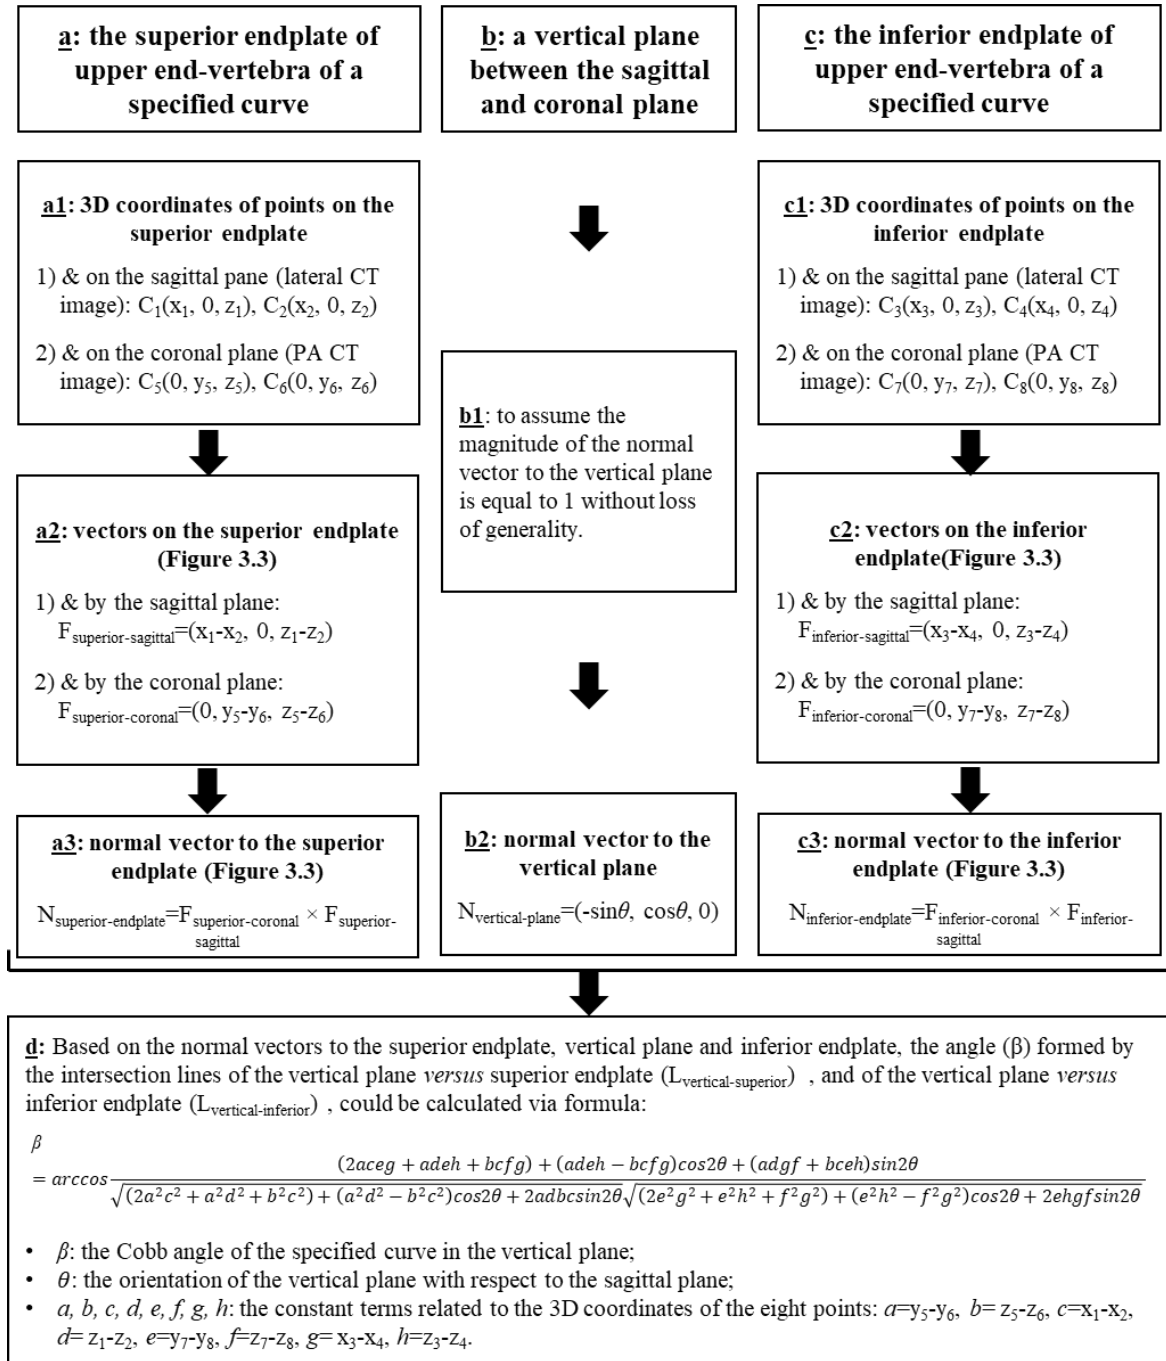 a: the superior endplate of
upper end-vertebra of a
specified curve
b: a vertical plane
between the sagittal
and coronal plane
c: the inferior endplate of
upper end-vertebra of a
specified curve
a1: 3D coordinates of points on the
superior endplate
1) & on the sagittal pane (lateral CT
image): C₁(x₁, 0, z₁), C₂(x₂, 0, z₂)
2) & on the coronal plane (PA CT
image): C₅(0, y₅, z₅), C₆(0, y₆, z₆)
c1: 3D coordinates of points on the
inferior endplate
1) & on the sagittal pane (lateral CT
image): C₃(x₃, 0, z₃), C₄(x₄, 0, z₄)
2) & on the coronal plane (PA CT
image): C₇(0, y₇, z₇), C₈(0, y₈, z₈)
b1: to assume the
magnitude of the normal
vector to the vertical plane
is equal to 1 without loss
of generality.
a2: vectors on the superior endplate
(Figure 3.3)
1) & by the sagittal plane:
F superior-sagittal=(x₁-x₂, 0, z₁-z₂)
2) & by the coronal plane:
F superior-coronal=(0, y₅-y₆, z₅-z₆)
c2: vectors on the inferior
endplate(Figure 3.3)
1) & by the sagittal plane:
F inferior-sagittal=(x₃-x₄, 0, z₃-z₄)
2) & by the coronal plane:
F inferior-coronal=(0, y₇-y₈, z₇-z₈)
a3: normal vector to the superior
endplate (Figure 3.3)
N superior-endplate=F superior-coronal × F superior-
sagittal
b2: normal vector to the
vertical plane
N vertical-plane=(-sinθ, cosθ, 0)
c3: normal vector to the inferior
endplate (Figure 3.3)
N inferior-endplate=F inferior-coronal × F inferior-
sagittal
d: Based on the normal vectors to the superior endplate, vertical plane and inferior endplate, the angle (β) formed by
the intersection lines of the vertical plane versus superior endplate (L vertical-superior) , and of the vertical plane versus
inferior endplate (L vertical-inferior) , could be calculated via formula:
β
= arccos (2aceg + adeh + bcfg) + (adeh − bcfg)cos2θ + (adgf + bceh)sin2θ
√(2a²c² + a²d² + b²c²) + (a²d² − b²c²)cos2θ + 2adbcsin2θ √(2e²g² + e²h² + f²g²) + (e²h² − f²g²)cos2θ + 2ehgfsin2θ
• β: the Cobb angle of the specified curve in the vertical plane;
• θ: the orientation of the vertical plane with respect to the sagittal plane;
• a, b, c, d, e, f, g, h: the constant terms related to the 3D coordinates of the eight points: a=y₅-y₆, b= z₅-z₆, c=x₁-x₂,
d= z₁-z₂, e=y₇-y₈, f=z₇-z₈, g= x₃-x₄, h=z₃-z₄.